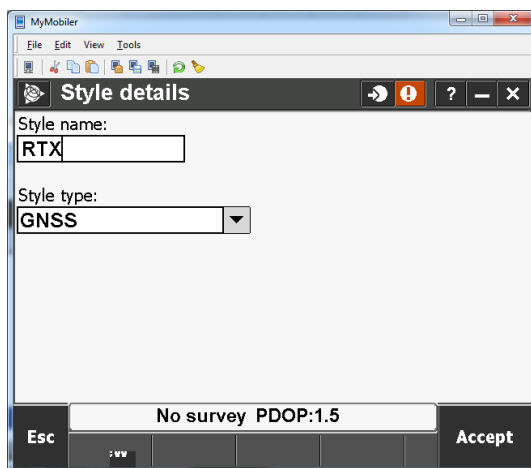 MyMobiler
File Edit View Tools
Style details ? – ×
Style name:
RTX
Style type:
GNSS
No survey PDOP:1.5
Esc
Accept